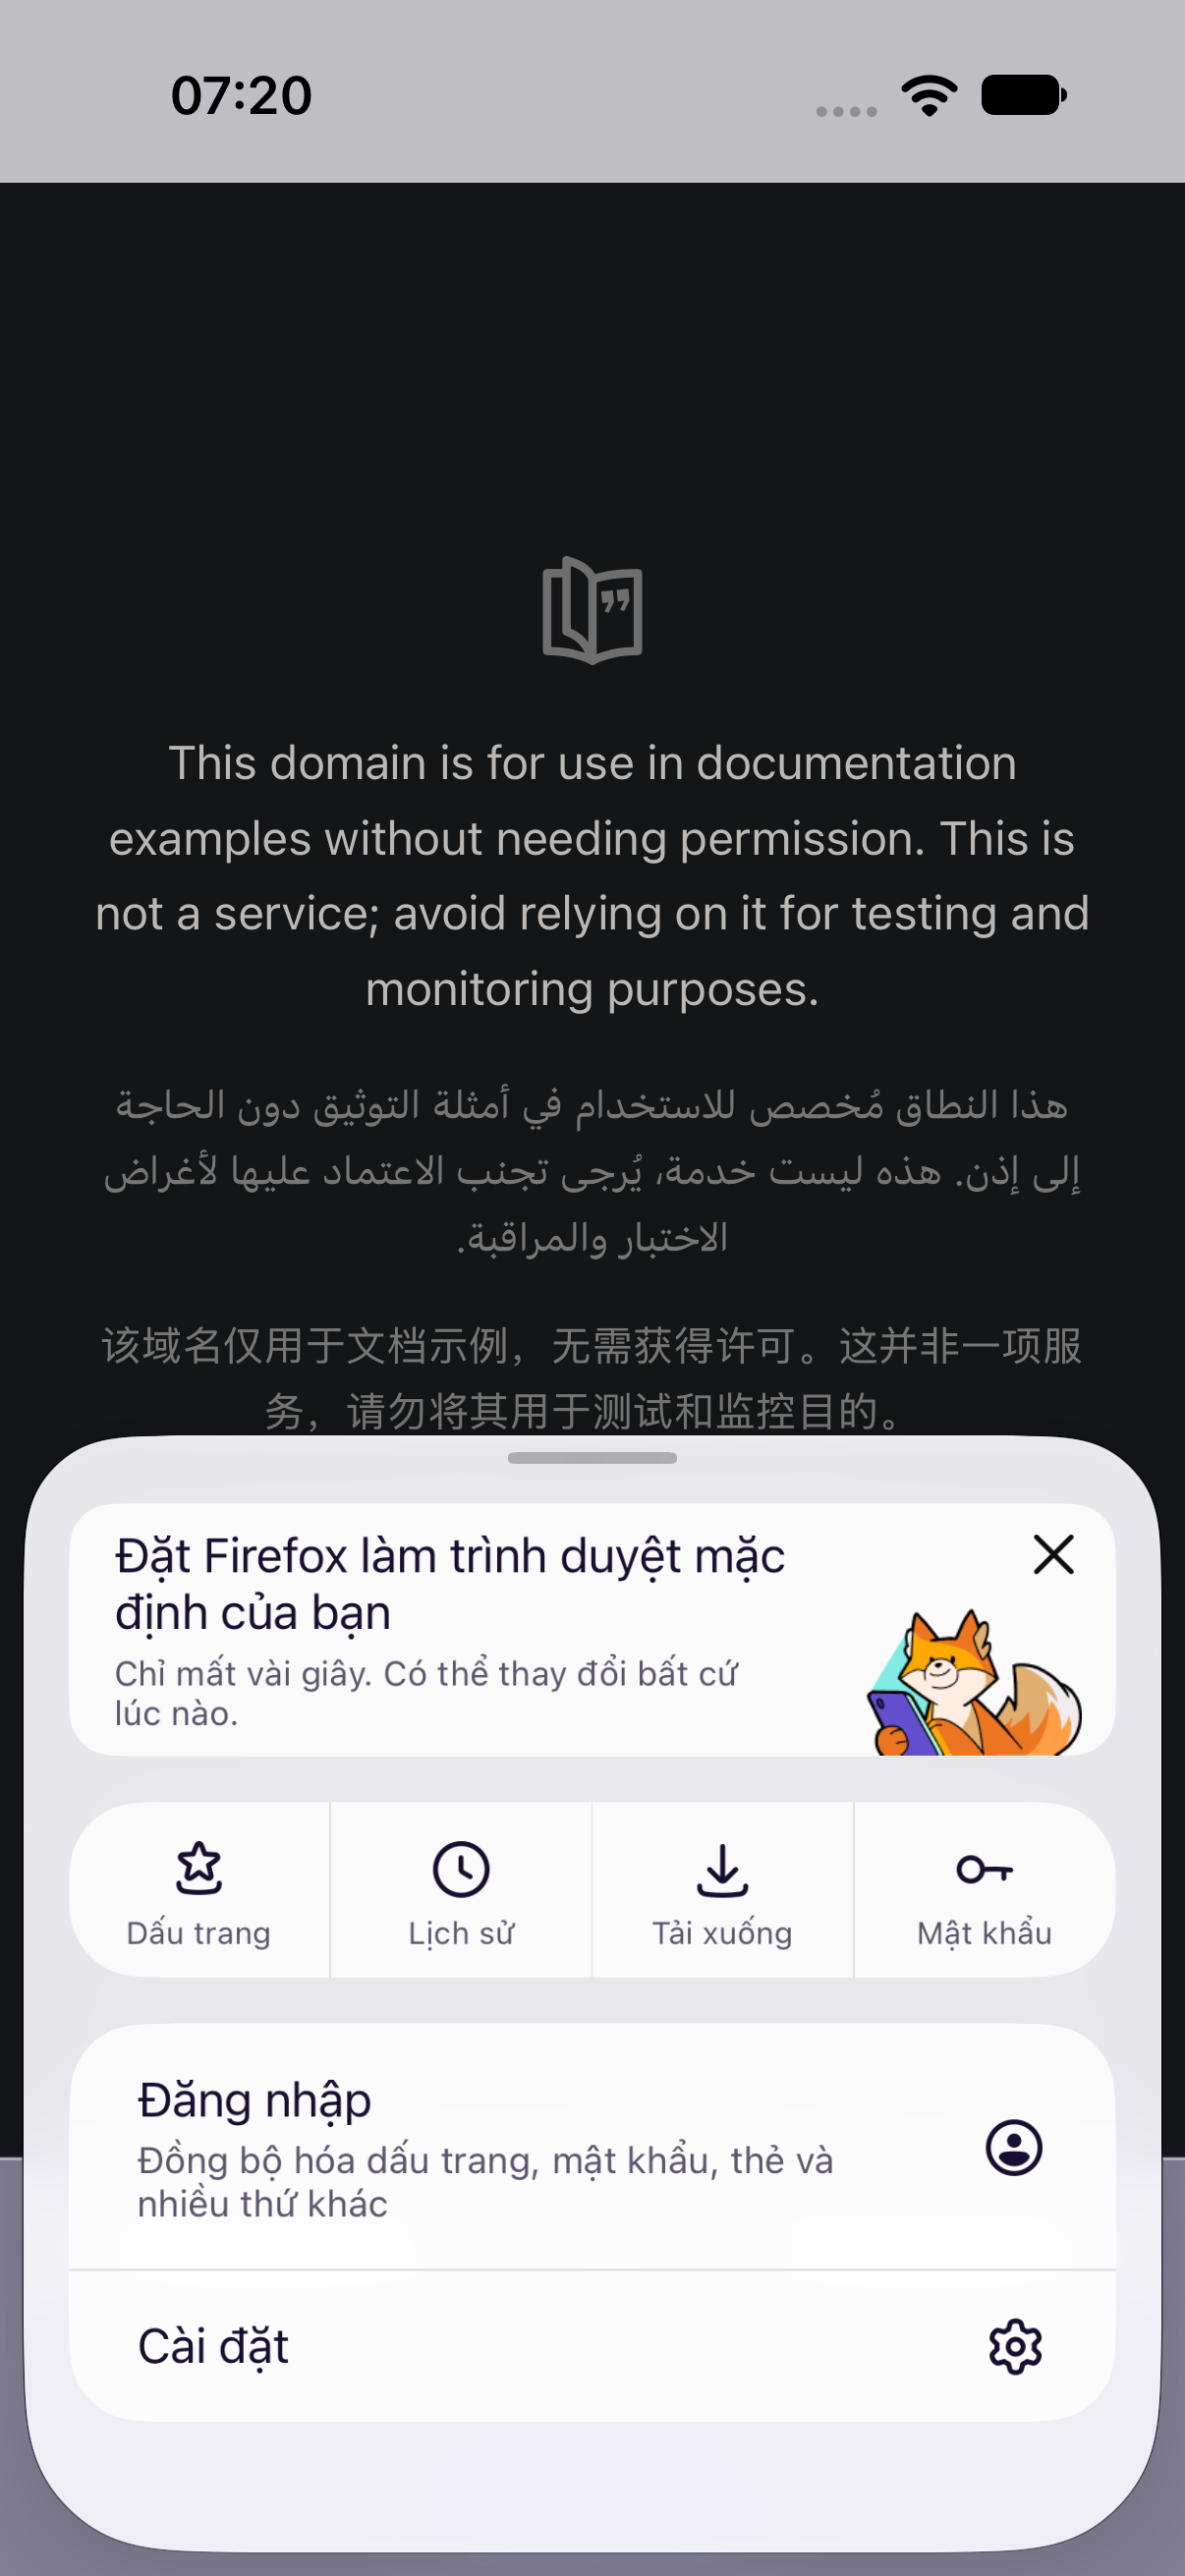 07:20
This domain is for use in documentation
examples without needing permission. This is
not a service; avoid relying on it for testing and
monitoring purposes.
هذا النطاق مُخصص للاستخدام في أمثلة التوثيق دون الحاجة
إلى إذن. هذه ليست خدمة، يُرجى تجنب الاعتماد عليها لأغراض
الاختبار والمراقبة.
该域名仅用于文档示例，无需获得许可。这并非一项服
务，请勿将其用于测试和监控目的。
Đặt Firefox làm trình duyệt mặc
định của bạn
Chỉ mất vài giây. Có thể thay đổi bất cứ
lúc nào.
Dấu trang
Lịch sử
Tải xuống
Mật khẩu
Đăng nhập
Đồng bộ hóa dấu trang, mật khẩu, thẻ và
nhiều thứ khác
Cài đặt